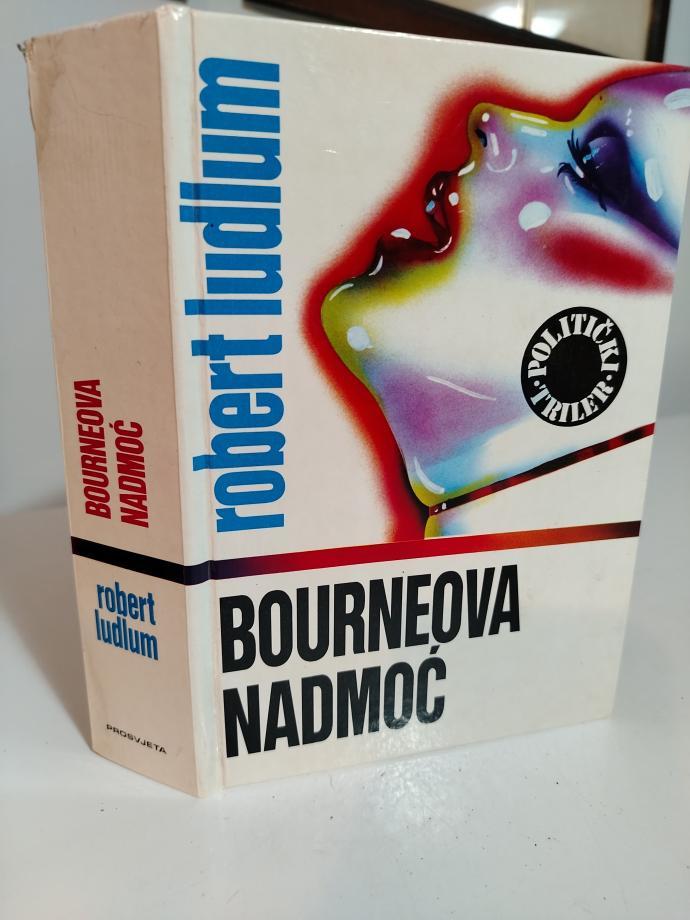 BOURNEOVA
NADMOĆ
robert
ludlum
PROSVJETA
robert ludlum
POLITIČKI
· TRILER ·
BOURNEOVA
NADMOĆ